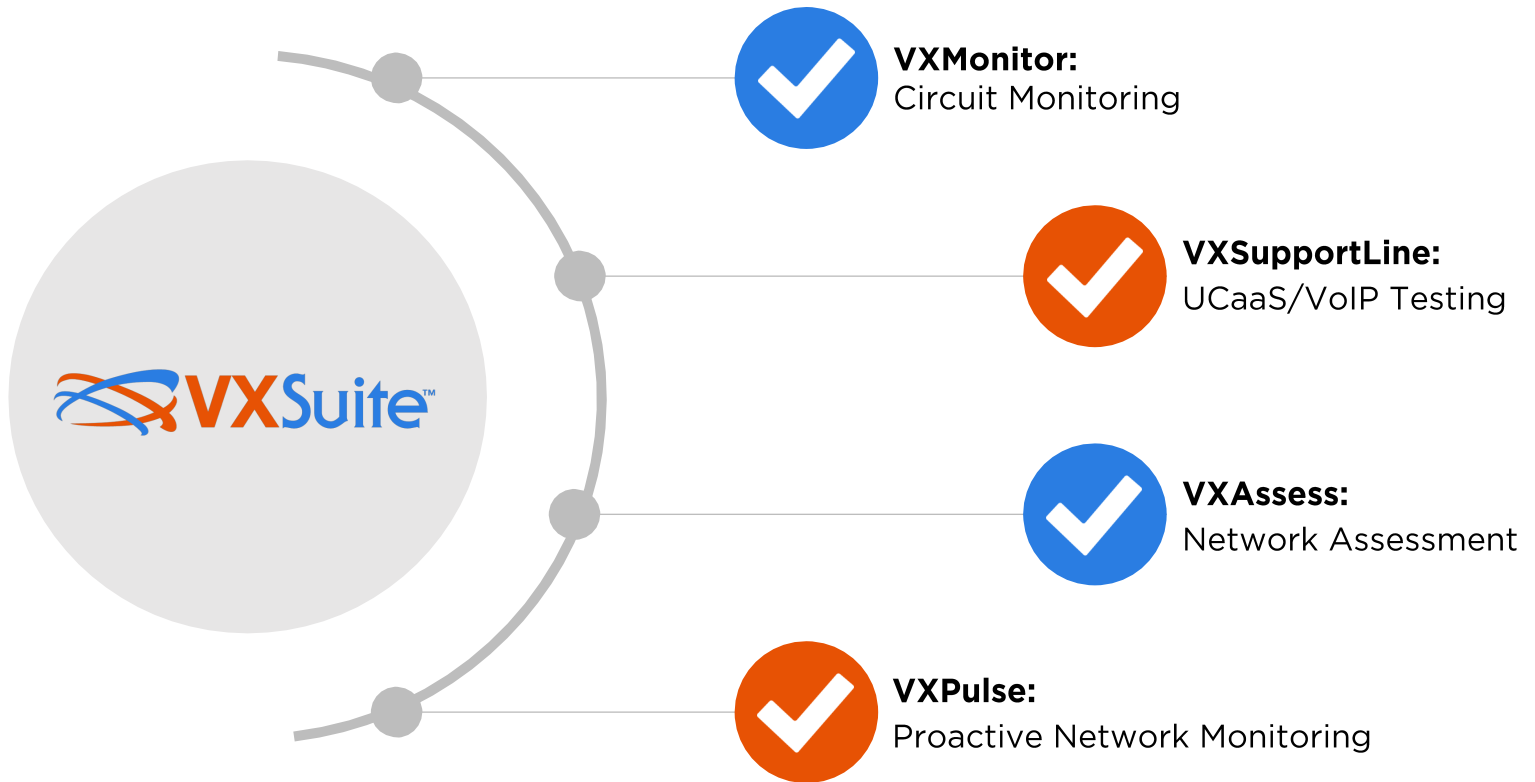 VXMonitor:
Circuit Monitoring
VXSupportLine:
UCaaS/VoIP Testing
VXSuite™
VXAssess:
Network Assessment
VXPulse:
Proactive Network Monitoring